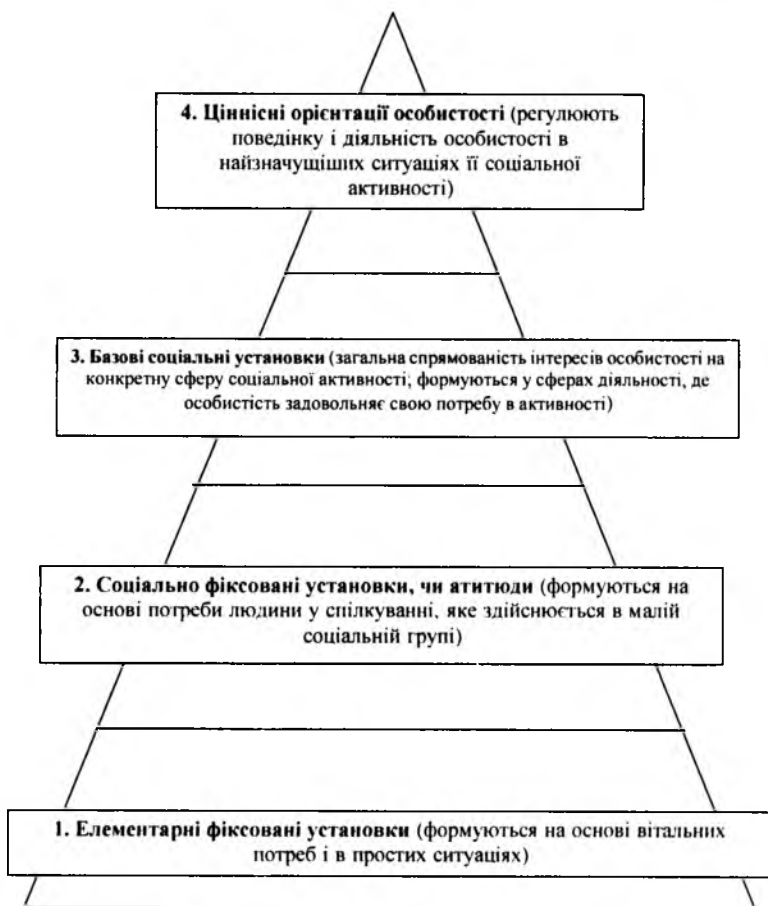 4. Ціннісні орієнтації особистості (регулюють
поведінку і діяльність особистості в
найзначущіших ситуаціях її соціальної
активності)
3. Базові соціальні установки (загальна спрямованість інтересів особистості на
конкретну сферу соціальної активності; формуються у сферах діяльності, де
особистість задовольняє свою потребу в активності)
2. Соціально фіксовані установки, чи атитюди (формуються на
основі потреби людини у спілкуванні, яке здійснюється в малій
соціальній групі)
1. Елементарні фіксовані установки (формуються на основі вітальних
потреб і в простих ситуаціях)